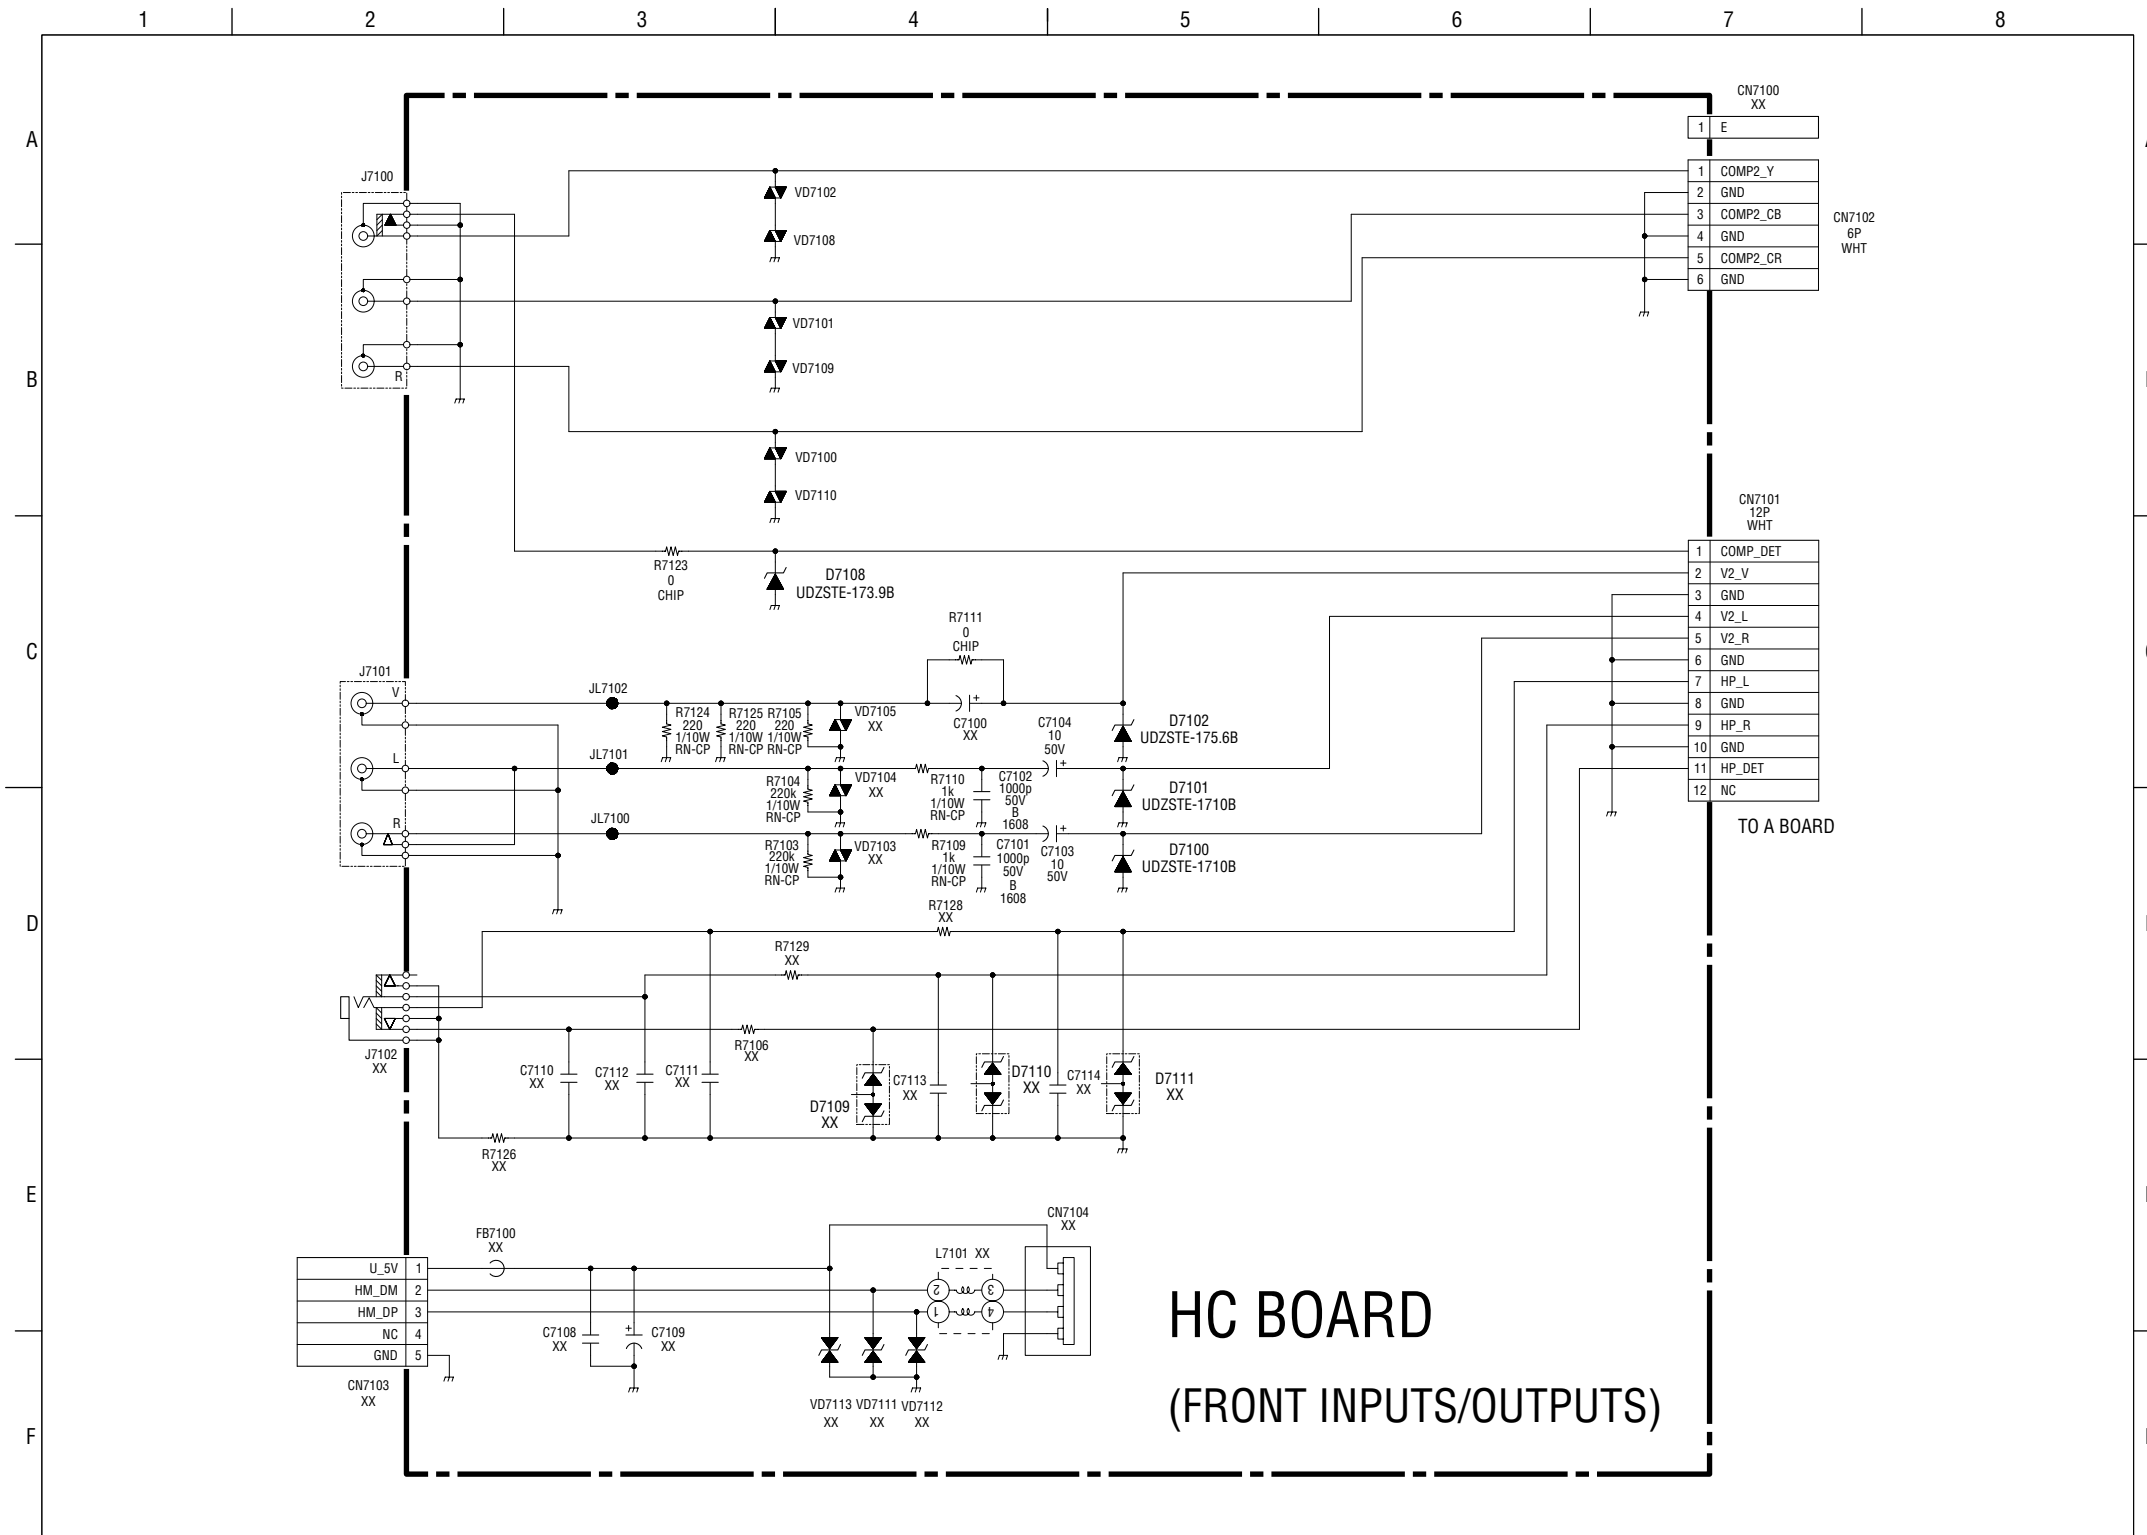 1 2 3 4 5 6 7 8
A
B
C
D
E
F
CN7100
XX
1 E
J7100
R
VD7102
VD7108
VD7101
VD7109
VD7100
VD7110
1 COMP2_Y
2 GND
3 COMP2_CB
4 GND
5 COMP2_CR
6 GND
CN7102
6P
WHT
R7123
0
CHIP
D7108
UDZSTE-173.9B
CN7101
12P
WHT
1 COMP_DET
2 V2_V
3 GND
4 V2_L
5 V2_R
6 GND
7 HP_L
8 GND
9 HP_R
10 GND
11 HP_DET
12 NC
TO A BOARD
R7111
0
CHIP
J7101
V
L
R
JL7102
JL7101
JL7100
R7124
220
1/10W
RN-CP
R7125
220
1/10W
RN-CP
R7105
220
1/10W
RN-CP
VD7105
XX
C7100
XX
C7104
10
50V
D7102
UDZSTE-175.6B
R7104
220k
1/10W
RN-CP
VD7104
XX
R7110
1k
1/10W
RN-CP
C7102
1000p
50V
B
1608
D7101
UDZSTE-1710B
R7103
220k
1/10W
RN-CP
VD7103
XX
R7109
1k
1/10W
RN-CP
C7101
1000p
50V
B
1608
C7103
10
50V
D7100
UDZSTE-1710B
R7128
XX
R7129
XX
R7106
XX
J7102
XX
C7110
XX
C7112
XX
C7111
XX
D7109
XX
C7113
XX
D7110
XX
C7114
XX
D7111
XX
R7126
XX
FB7100
XX
CN7104
XX
L7101 XX
2 3
1 4
U_5V 1
HM_DM 2
HM_DP 3
NC 4
GND 5
CN7103
XX
C7108
XX
C7109
XX
VD7113
XX
VD7111
XX
VD7112
XX
HC BOARD
(FRONT INPUTS/OUTPUTS)